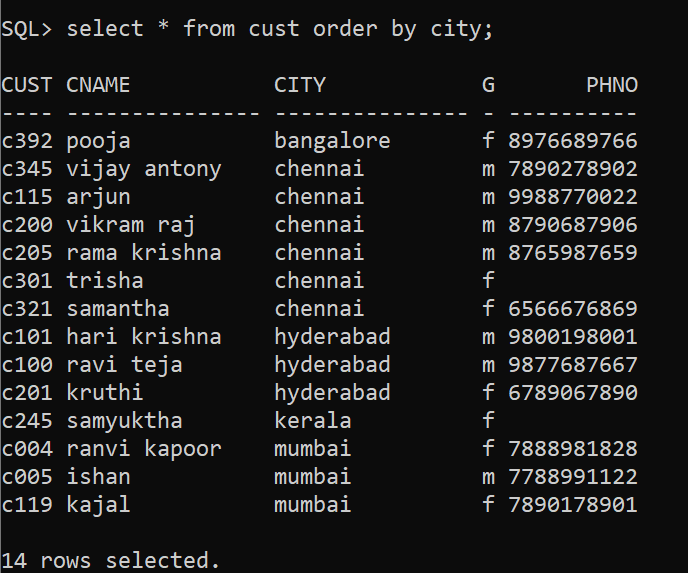 SQL> select * from cust order by city;
CUST CNAME           CITY            G       PHNO
---- --------------- --------------- - ----------
c392 pooja           bangalore       f 8976689766
c345 vijay antony    chennai         m 7890278902
c115 arjun           chennai         m 9988770022
c200 vikram raj      chennai         m 8790687906
c205 rama krishna    chennai         m 8765987659
c301 trisha          chennai         f
c321 samantha        chennai         f 6566676869
c101 hari krishna    hyderabad       m 9800198001
c100 ravi teja       hyderabad       m 9877687667
c201 kruthi          hyderabad       f 6789067890
c245 samyuktha       kerala          f
c004 ranvi kapoor    mumbai          f 7888981828
c005 ishan           mumbai          m 7788991122
c119 kajal           mumbai          f 7890178901
14 rows selected.